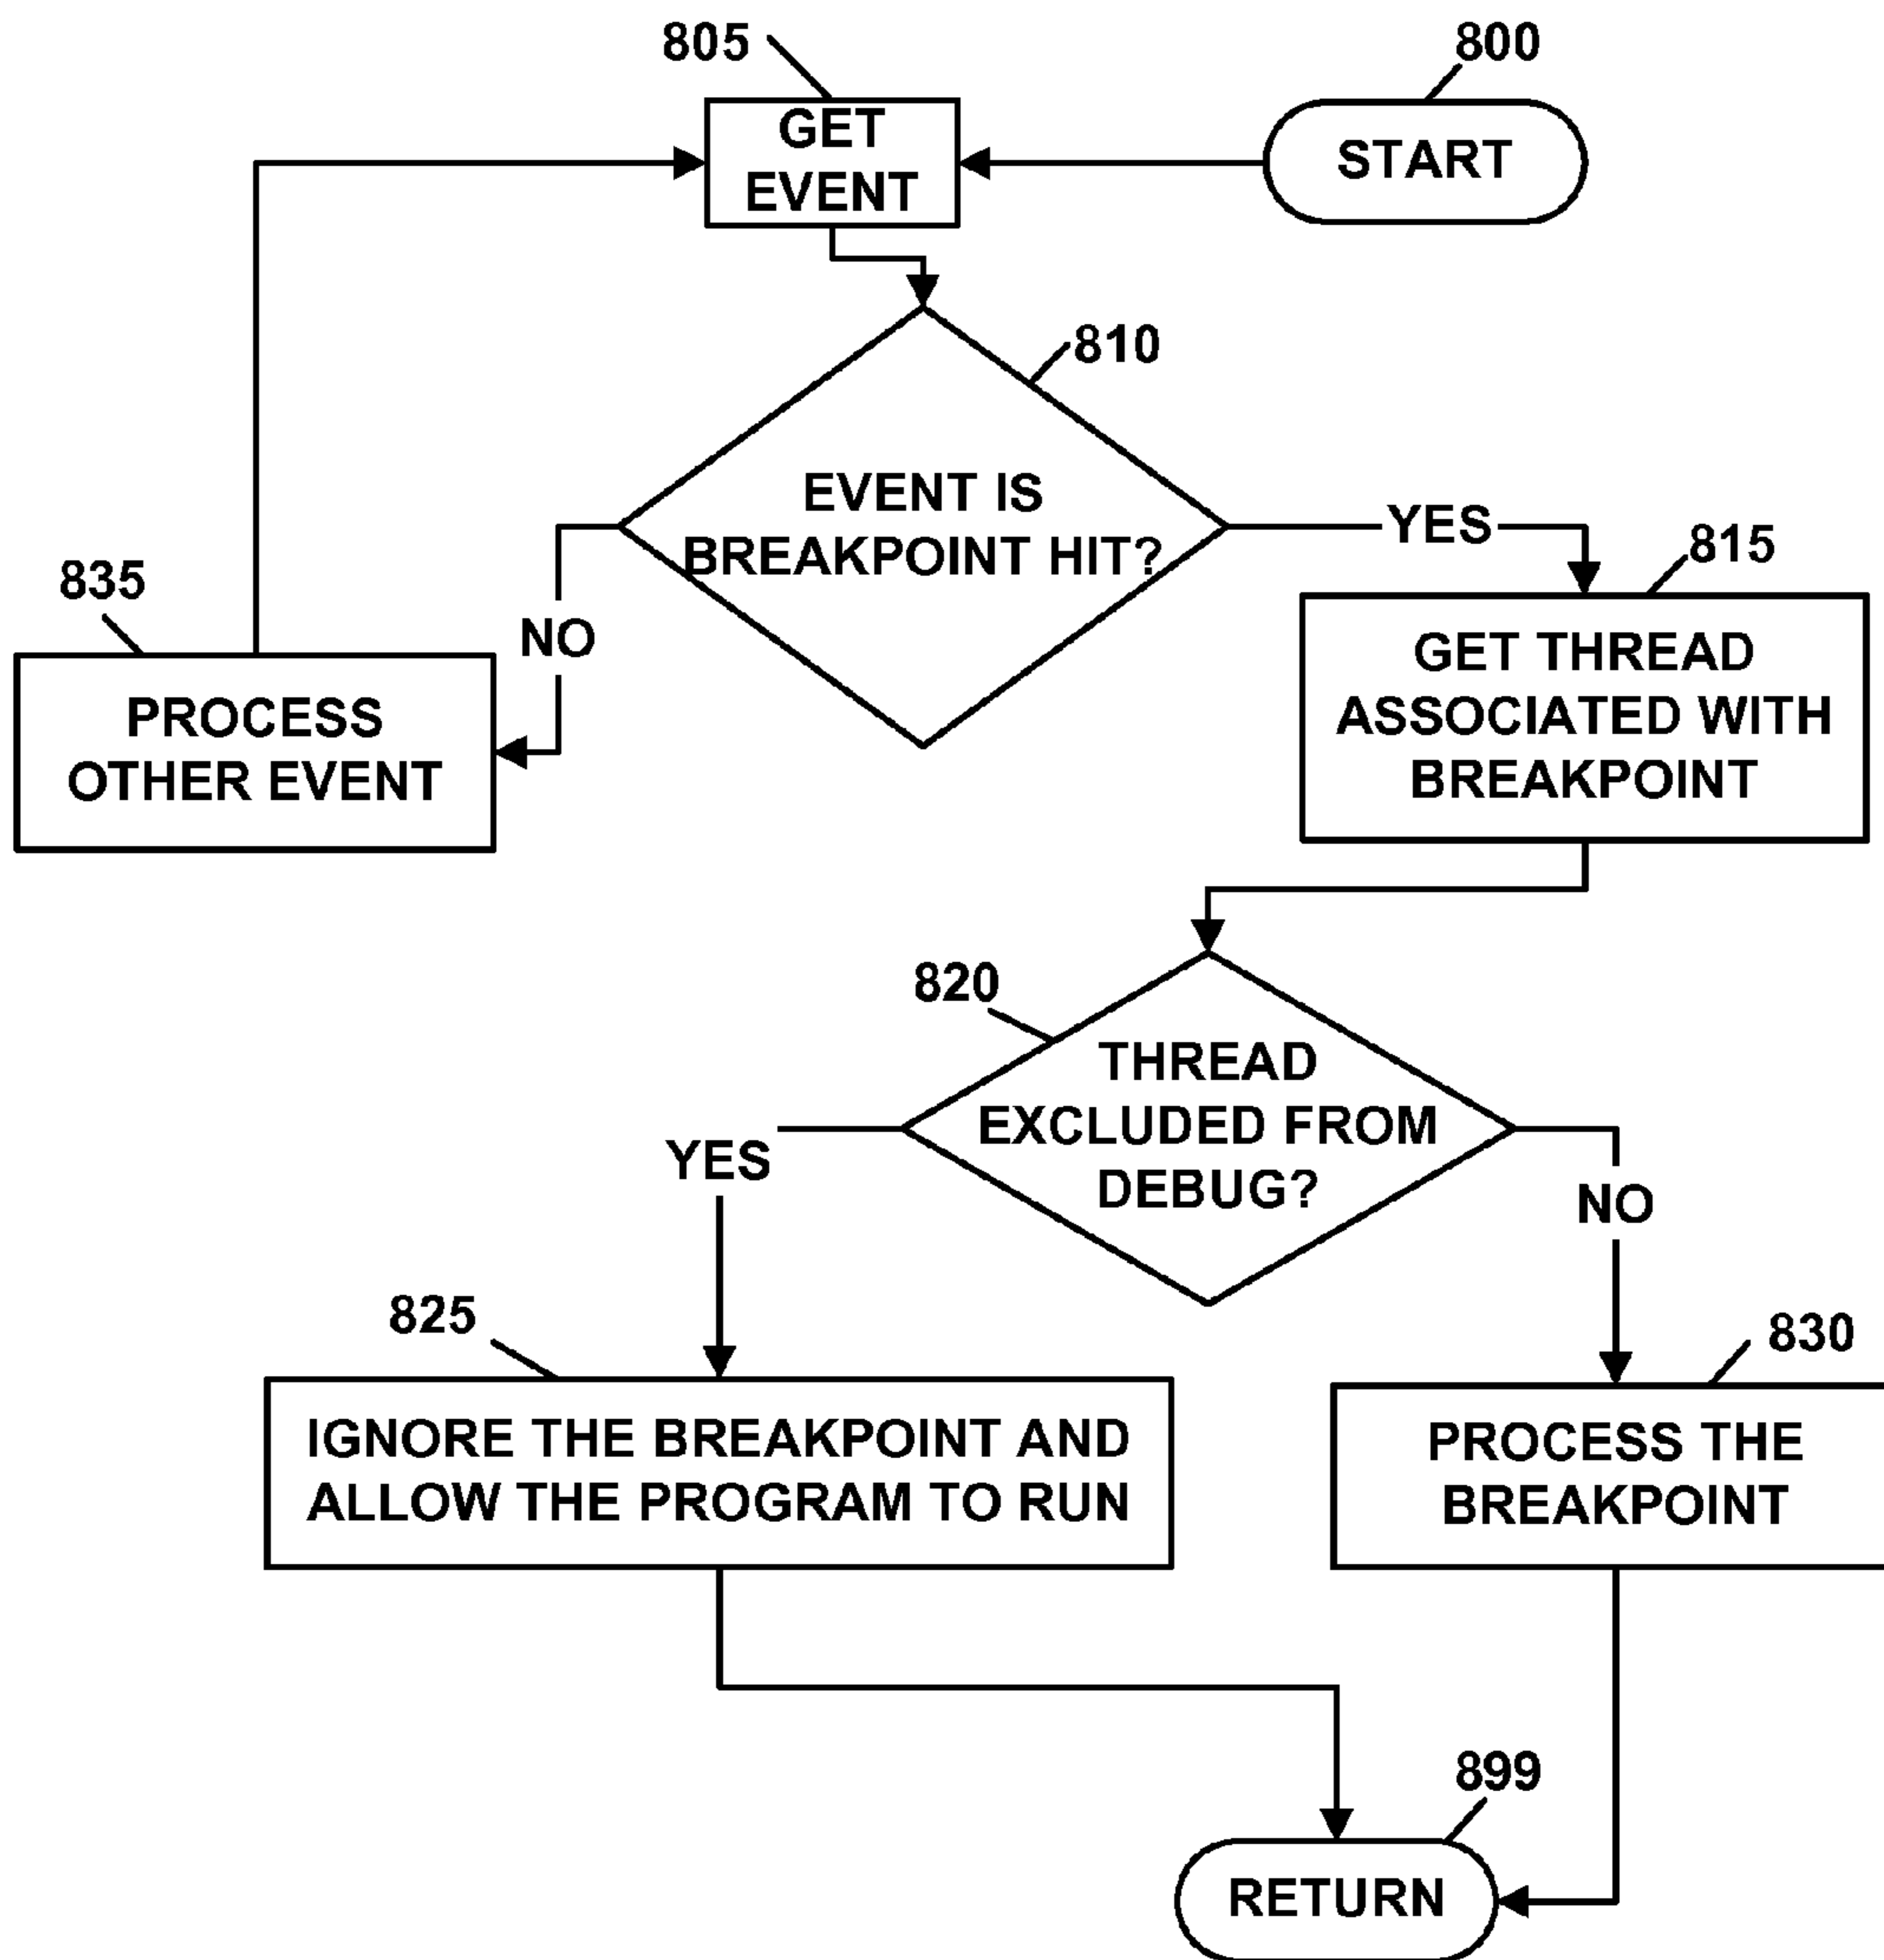 805
800
GET
EVENT
START
810
EVENT IS
BREAKPOINT HIT?
YES
815
835
NO
GET THREAD
ASSOCIATED WITH
BREAKPOINT
PROCESS
OTHER EVENT
820
THREAD
EXCLUDED FROM
DEBUG?
YES
NO
825
830
IGNORE THE BREAKPOINT AND
ALLOW THE PROGRAM TO RUN
PROCESS THE
BREAKPOINT
899
RETURN